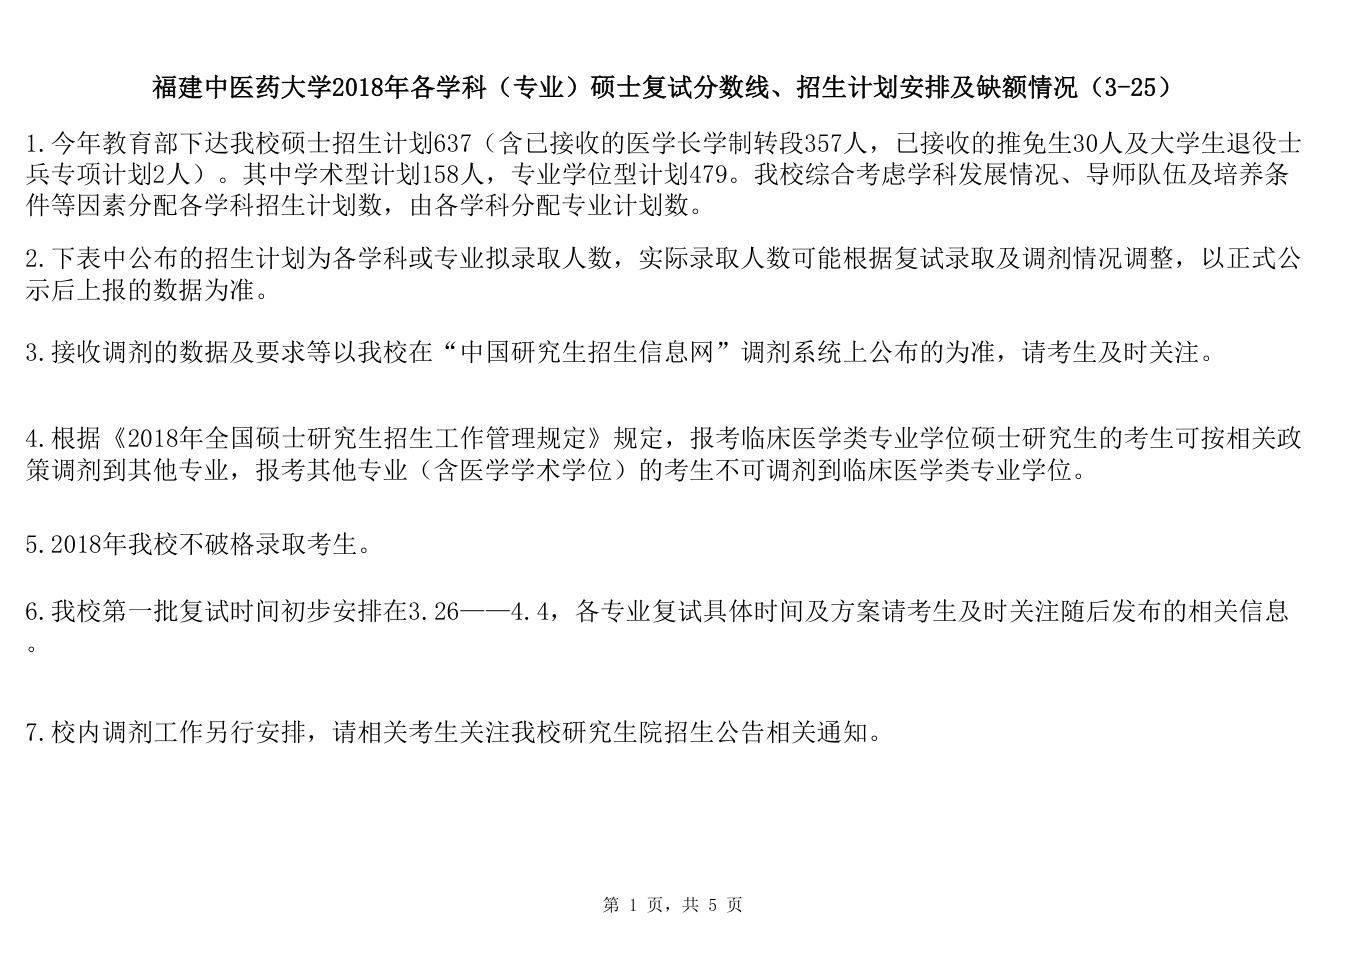 福建中医药大学2018年各学科（专业）硕士复试分数线、招生计划安排及缺额情况（3-25）
1.今年教育部下达我校硕士招生计划637（含已接收的医学长学制转段357人，已接收的推免生30人及大学生退役士
兵专项计划2人）。其中学术型计划158人，专业学位型计划479。我校综合考虑学科发展情况、导师队伍及培养条
件等因素分配各学科招生计划数，由各学科分配专业计划数。
2.下表中公布的招生计划为各学科或专业拟录取人数，实际录取人数可能根据复试录取及调剂情况调整，以正式公
示后上报的数据为准。
3.接收调剂的数据及要求等以我校在“中国研究生招生信息网”调剂系统上公布的为准，请考生及时关注。
4.根据《2018年全国硕士研究生招生工作管理规定》规定，报考临床医学类专业学位硕士研究生的考生可按相关政
策调剂到其他专业，报考其他专业（含医学学术学位）的考生不可调剂到临床医学类专业学位。
5.2018年我校不破格录取考生。
6.我校第一批复试时间初步安排在3.26——4.4，各专业复试具体时间及方案请考生及时关注随后发布的相关信息
。
7.校内调剂工作另行安排，请相关考生关注我校研究生院招生公告相关通知。
第 1 页，共 5 页